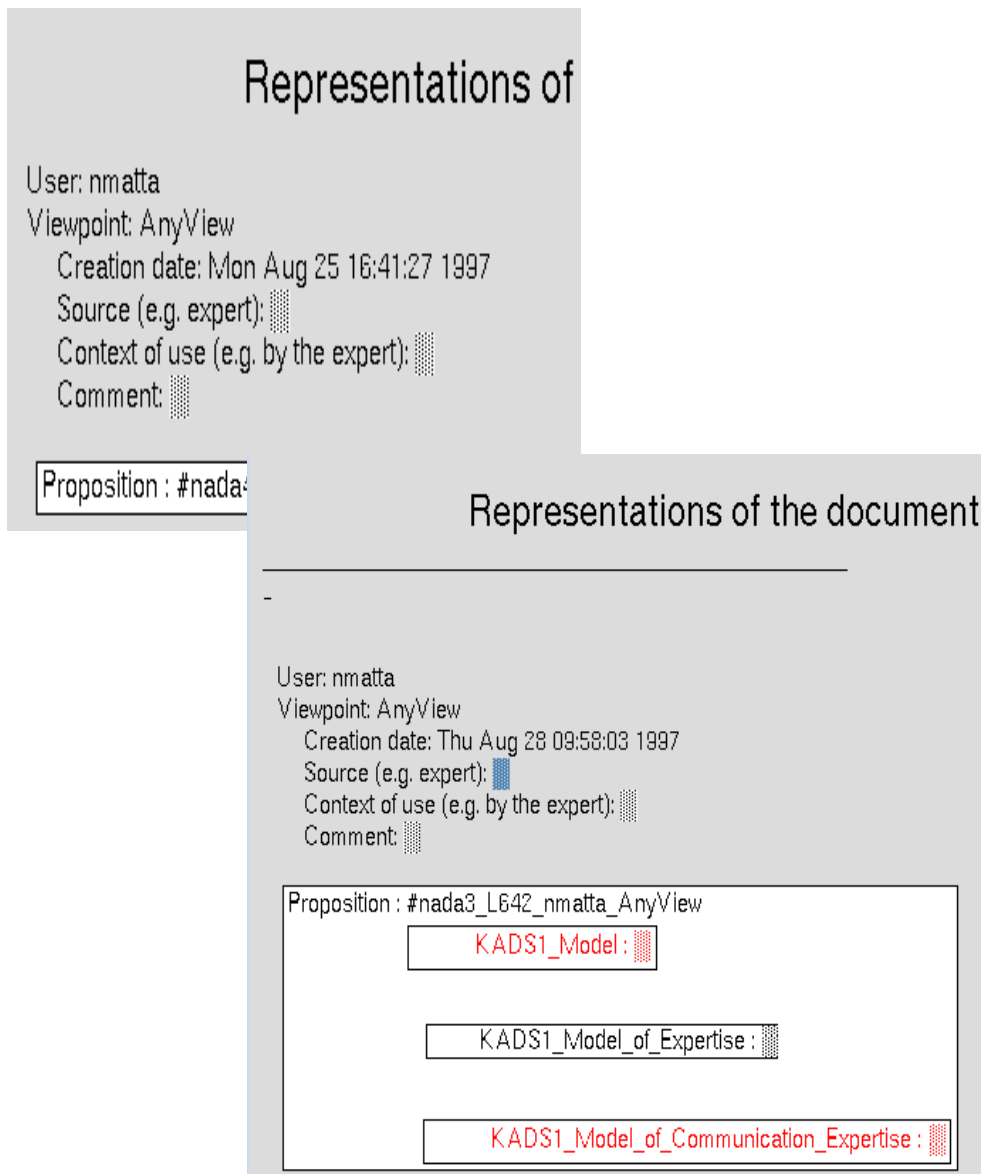 Representations of
User: nmatta
Viewpoint: AnyView
Creation date: Mon Aug 25 16:41:27 1997
Source (e.g. expert):
Context of use (e.g. by the expert):
Comment:
Proposition : #nada
Representations of the document
-
User: nmatta
Viewpoint: AnyView
Creation date: Thu Aug 28 09:58:03 1997
Source (e.g. expert):
Context of use (e.g. by the expert):
Comment:
Proposition : #nada3_L642_nmatta_AnyView
KADS1_Model :
KADS1_Model_of_Expertise :
KADS1_Model_of_Communication_Expertise :